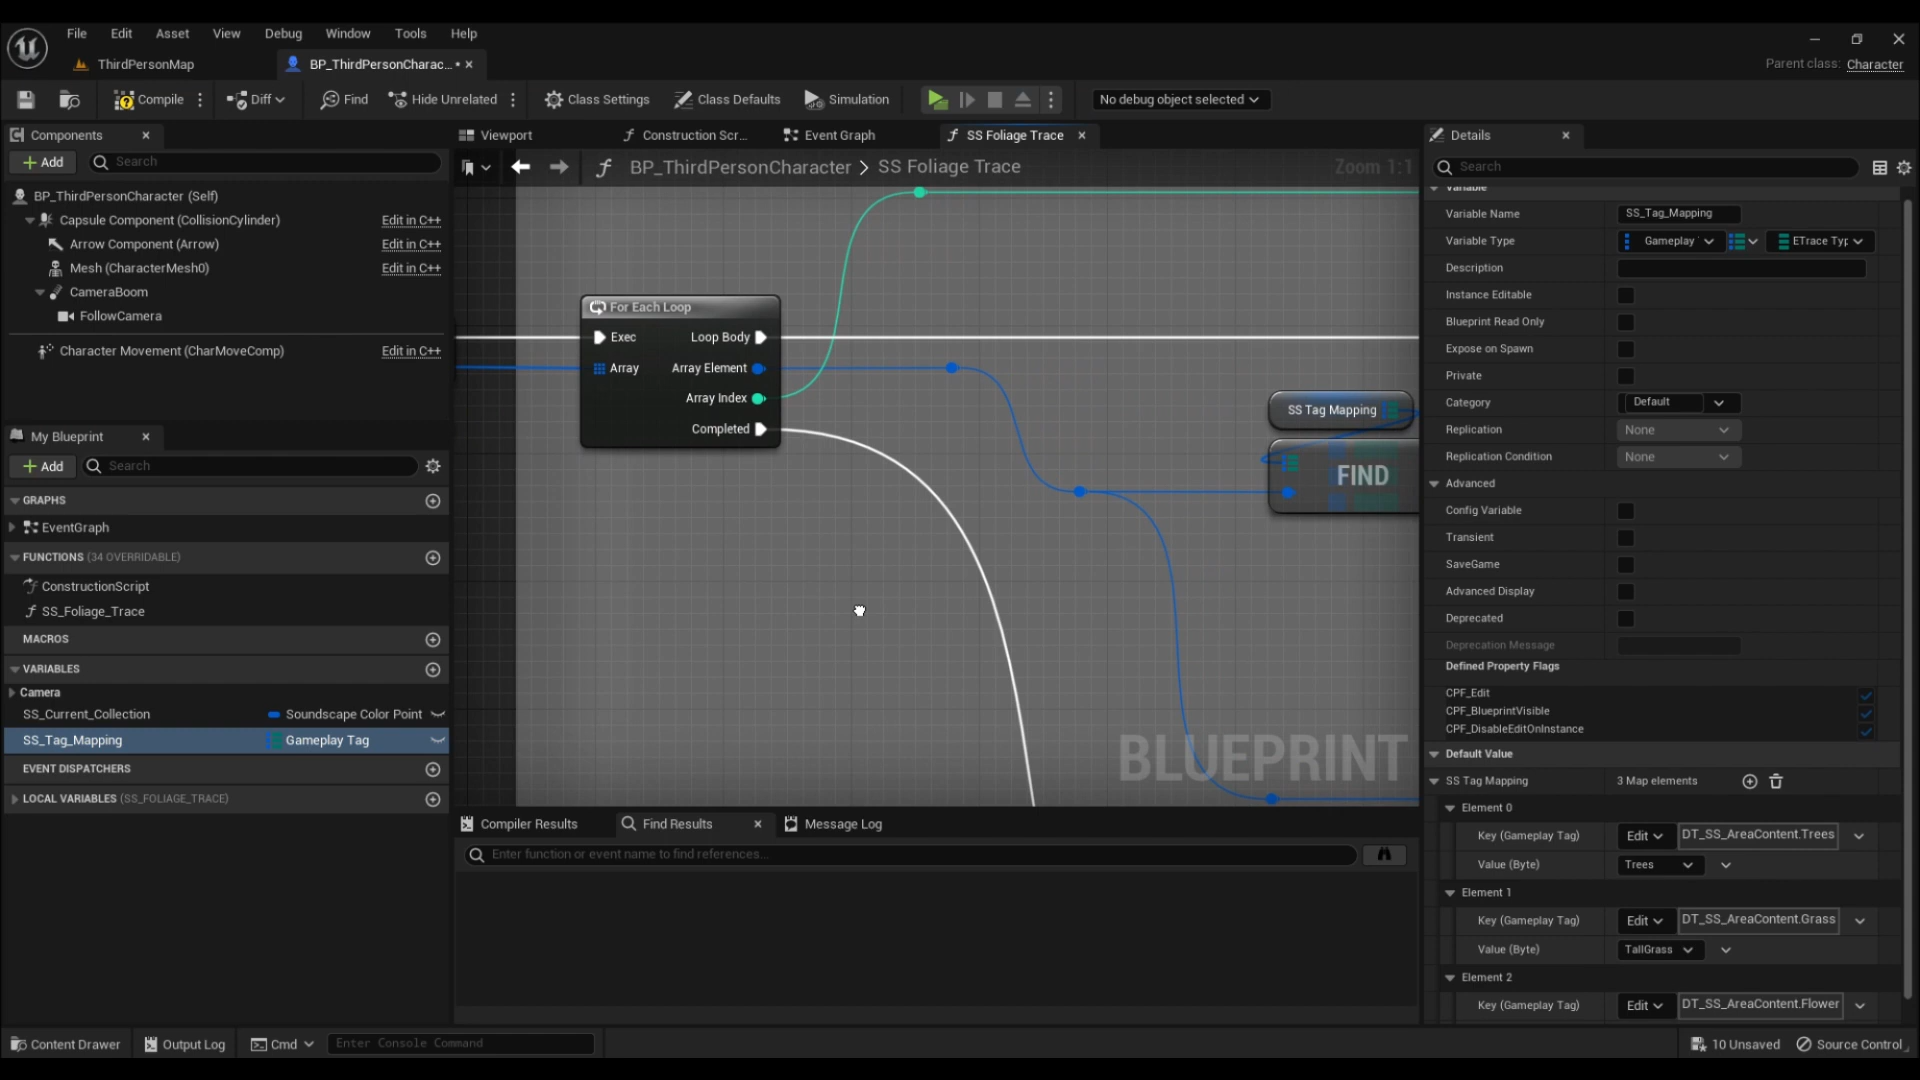 File Edit Asset View Debug Window Tools Help
ThirdPersonMap
BP_ThirdPersonCharac...
Parent class: Character
Compile
Diff
Find
Hide Unrelated
Class Settings
Class Defaults
Simulation
No debug object selected
Components
Add
Search
BP_ThirdPersonCharacter (Self)
Capsule Component (CollisionCylinder) Edit in C++
Arrow Component (Arrow) Edit in C++
Mesh (CharacterMesh0) Edit in C++
CameraBoom
FollowCamera
Character Movement (CharMoveComp) Edit in C++
My Blueprint
Add
Search
GRAPHS
EventGraph
FUNCTIONS (34 OVERRIDABLE)
ConstructionScript
SS_Foliage_Trace
MACROS
VARIABLES
Camera
SS_Current_Collection Soundscape Color Point
SS_Tag_Mapping Gameplay Tag
EVENT DISPATCHERS
LOCAL VARIABLES (SS_FOLIAGE_TRACE)
Viewport
Construction Scr...
Event Graph
SS Foliage Trace
BP_ThirdPersonCharacter > SS Foliage Trace
Zoom 1:1
For Each Loop
Exec Loop Body
Array Array Element
Array Index
Completed
SS Tag Mapping
FIND
BLUEPRINT
Compiler Results
Find Results
Message Log
Enter function or event name to find references...
Details
Search
Variable
Variable Name SS_Tag_Mapping
Variable Type Gameplay ETrace Typ
Description
Instance Editable
Blueprint Read Only
Expose on Spawn
Private
Category Default
Replication None
Replication Condition None
Advanced
Config Variable
Transient
SaveGame
Advanced Display
Deprecated
Deprecation Message
Defined Property Flags
CPF_Edit
CPF_BlueprintVisible
CPF_DisableEditOnInstance
Default Value
SS Tag Mapping 3 Map elements
Element 0
Key (Gameplay Tag) Edit DT_SS_AreaContent.Trees
Value (Byte) Trees
Element 1
Key (Gameplay Tag) Edit DT_SS_AreaContent.Grass
Value (Byte) TallGrass
Element 2
Key (Gameplay Tag) Edit DT_SS_AreaContent.Flower
Content Drawer
Output Log
Cmd
Enter Console Command
10 Unsaved
Source Control